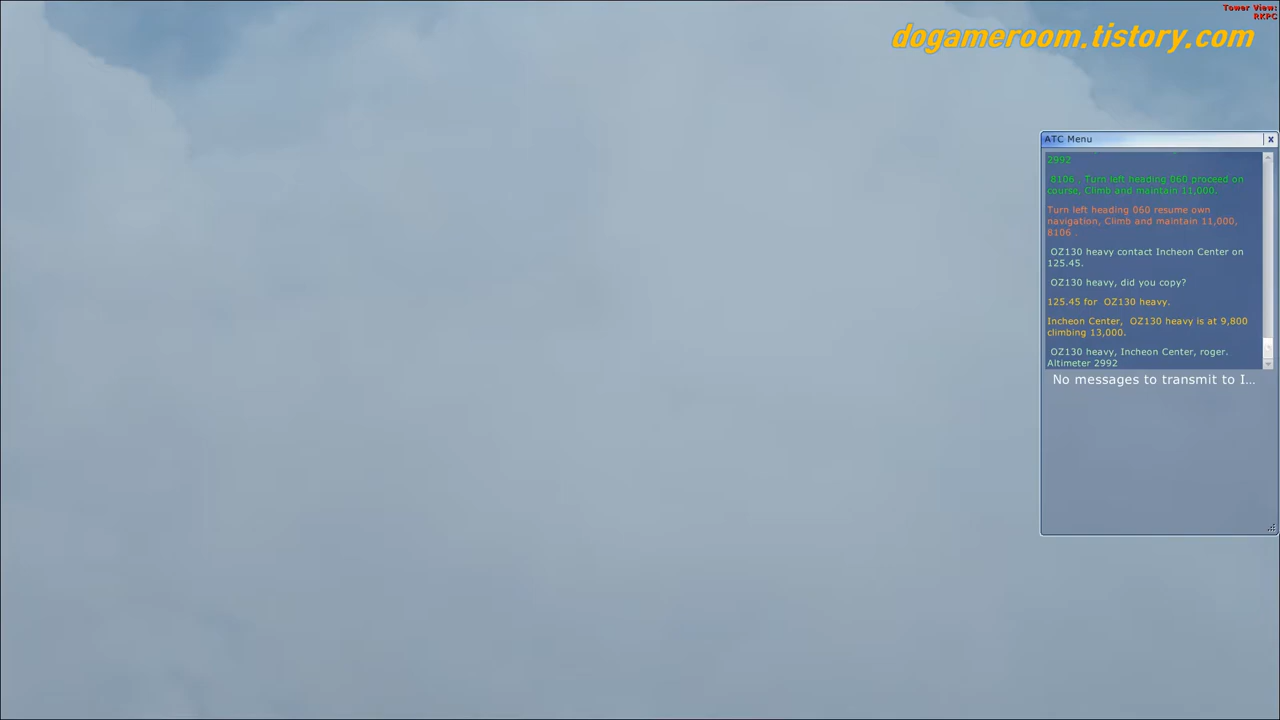 Tower View:
RKPC
dogameroom.tistory.com
ATC Menu
x
2992
8106 , Turn left heading 060 proceed on
course, Climb and maintain 11,000.
Turn left heading 060 resume own
navigation, Climb and maintain 11,000,
8106 .
OZ130 heavy contact Incheon Center on
125.45.
OZ130 heavy, did you copy?
125.45 for  OZ130 heavy.
Incheon Center,  OZ130 heavy is at 9,800
climbing 13,000.
OZ130 heavy, Incheon Center, roger.
Altimeter 2992
No messages to transmit to I...